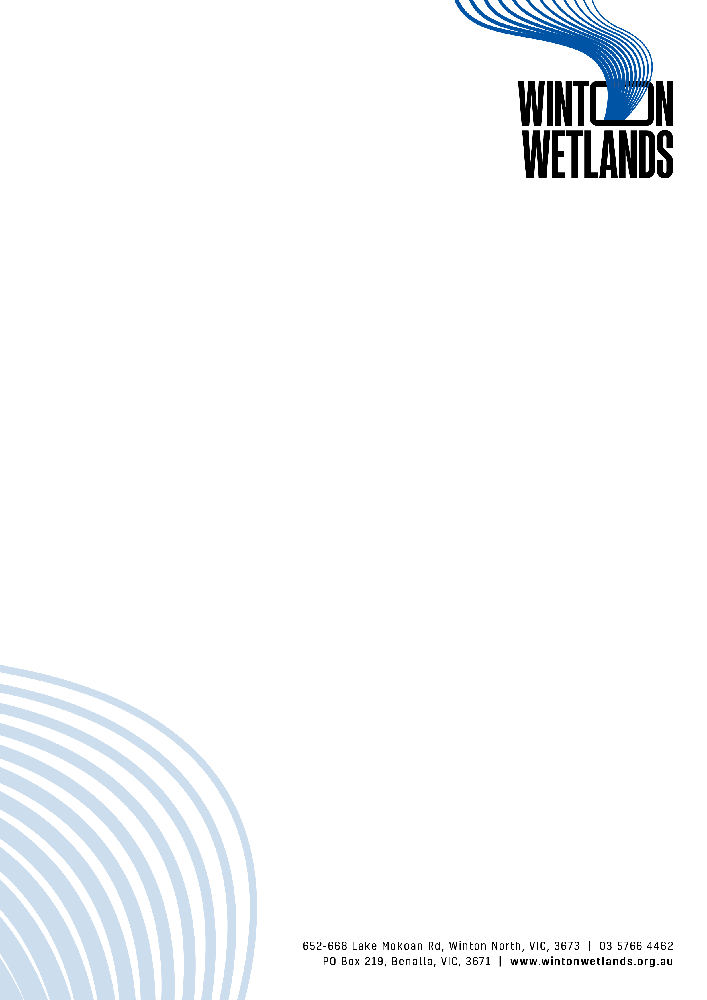 WINTON
WETLANDS
652-668 Lake Mokoan Rd, Winton North, VIC, 3673 | 03 5766 4462
PO Box 219, Benalla, VIC, 3671 | www.wintonwetlands.org.au